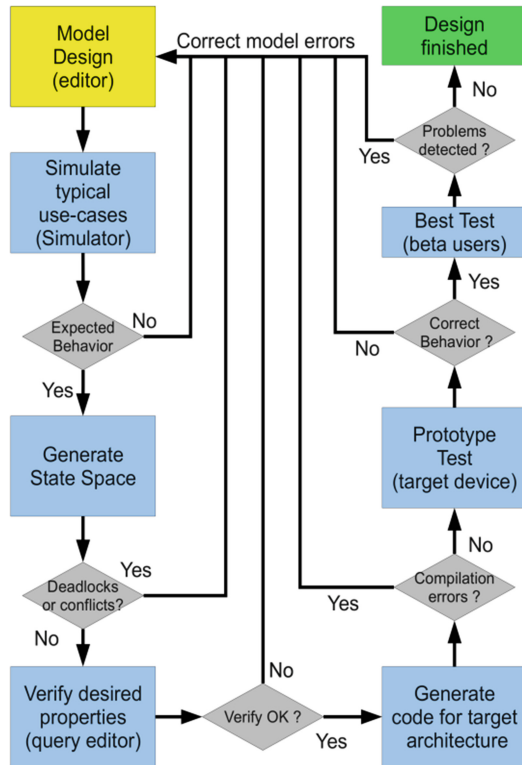 Model
Design
(editor)
Correct model errors
Design
finished
No
Problems
detected ?
Yes
Simulate
typical
use-cases
(Simulator)
Best Test
(beta users)
Yes
Expected
Behavior
No
Correct
Behavior ?
No
Yes
Generate
State Space
Prototype
Test
(target device)
No
Deadlocks
or conflicts?
Yes
Compilation
errors ?
Yes
No
Verify desired
properties
(query editor)
Verify OK ?
No
Yes
Generate
code for target
architecture